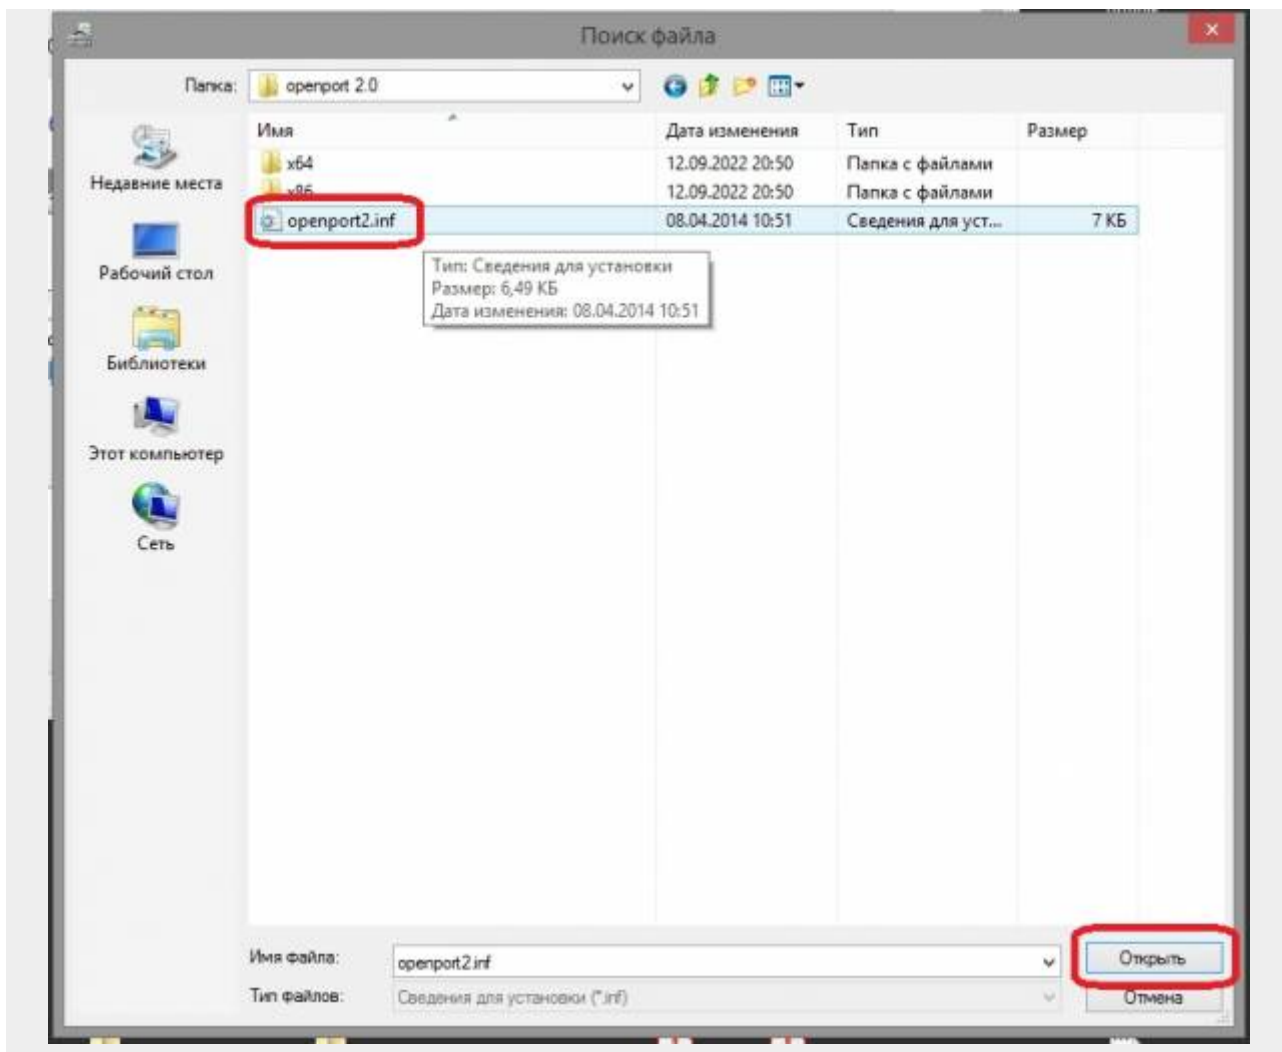 Поиск файла
Папка: openport 2.0
Имя Дата изменения Тип Размер
x64 12.09.2022 20:50 Папка с файлами
x86 12.09.2022 20:50 Папка с файлами
openport2.inf 08.04.2014 10:51 Сведения для уст... 7 КБ
Тип: Сведения для установки
Размер: 6,49 КБ
Дата изменения: 08.04.2014 10:51
Недавние места
Рабочий стол
Библиотеки
Этот компьютер
Сеть
Имя файла: openport2.inf Открыть
Тип файлов: Сведения для установки (*.inf) Отмена